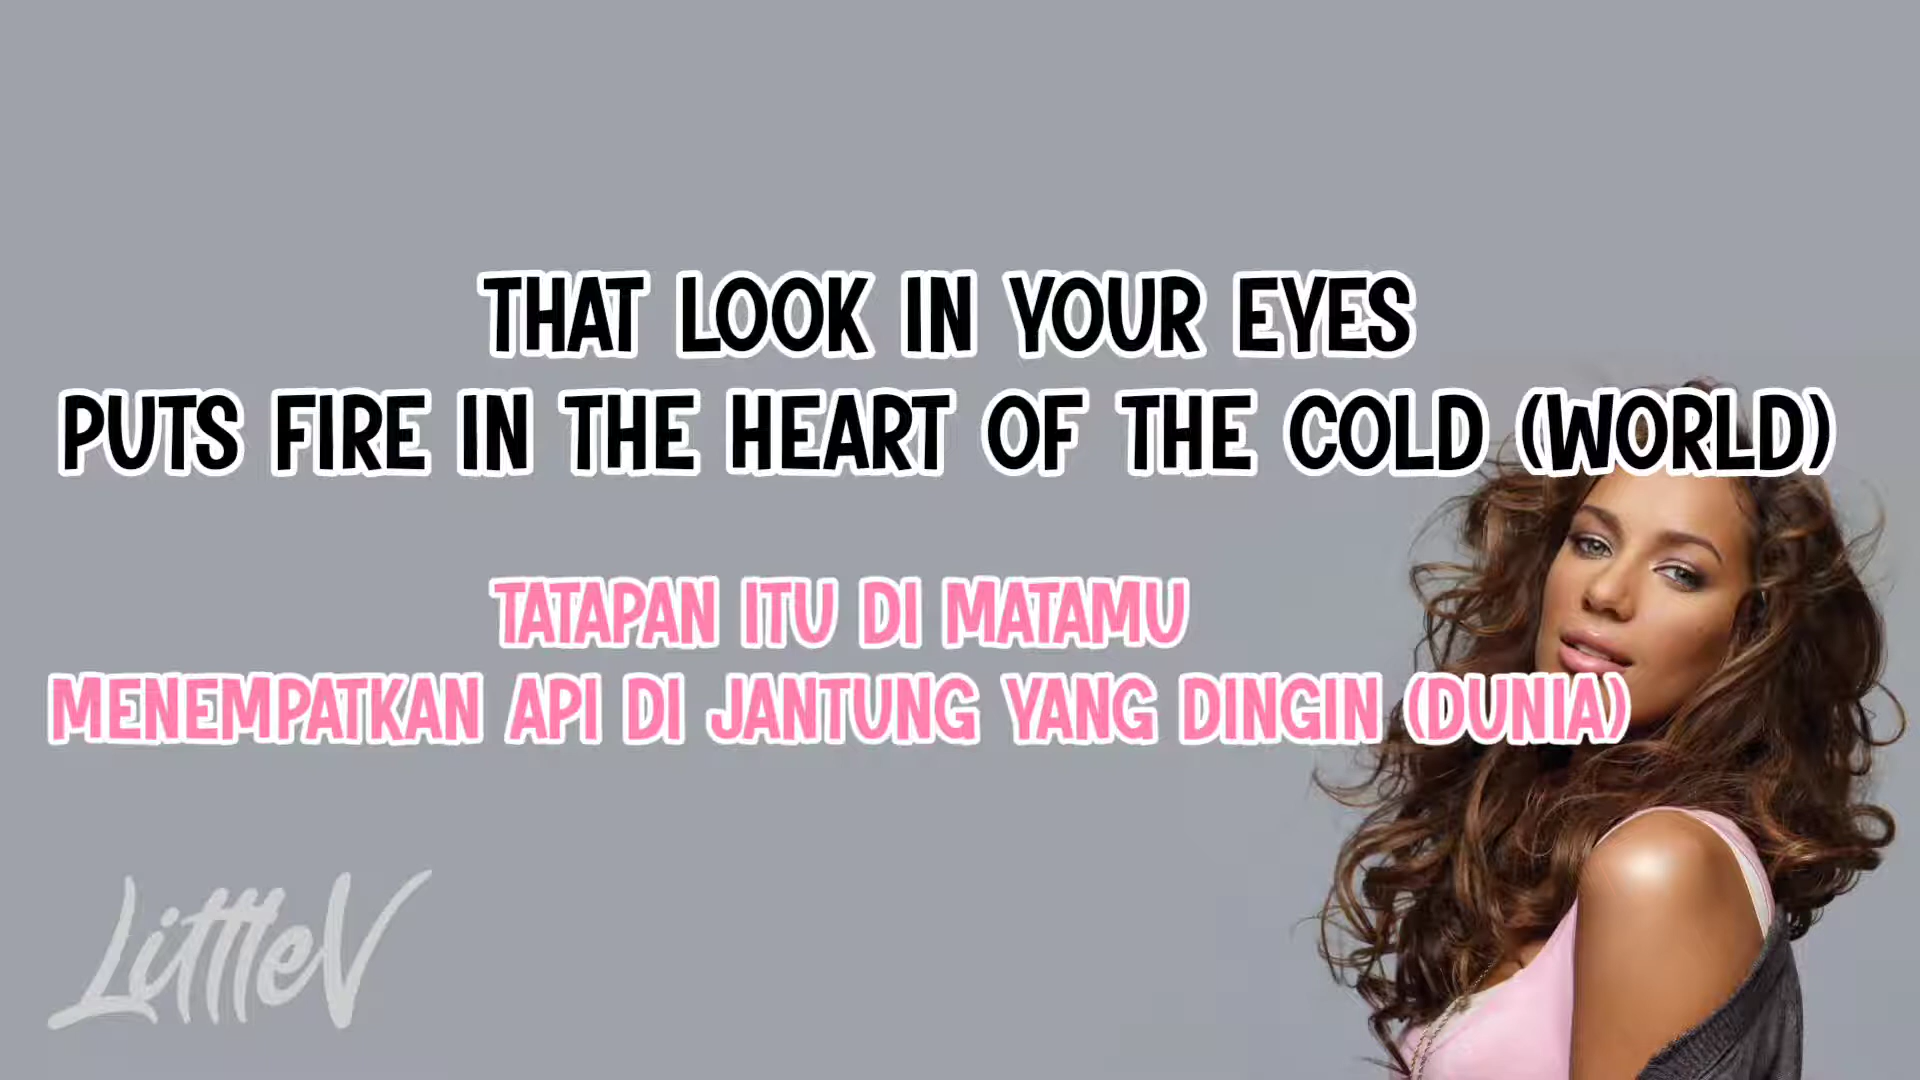 THAT LOOK IN YOUR EYES
PUTS FIRE IN THE HEART OF THE COLD (WORLD)
TATAPAN ITU DI MATAMU
MENEMPATKAN API DI JANTUNG YANG DINGIN (DUNIA)
LitttleV